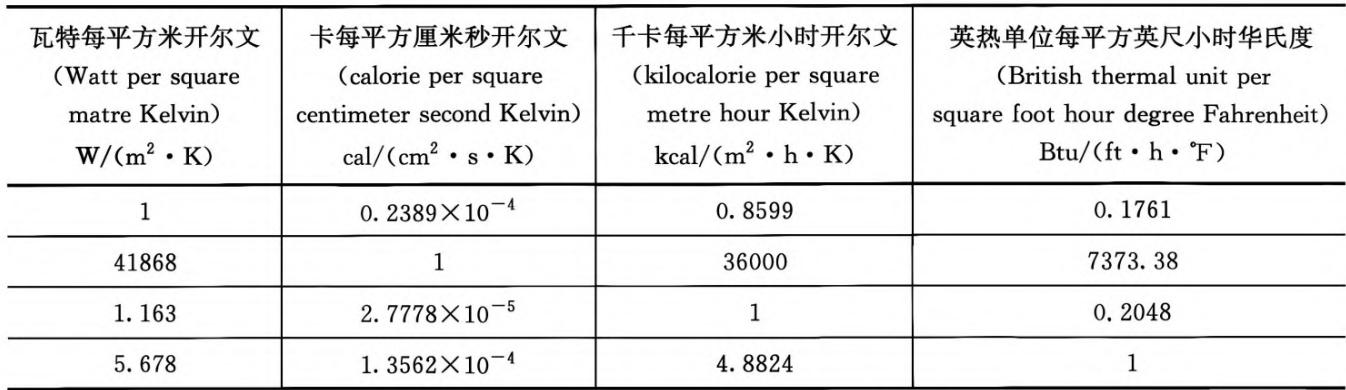 瓦特每平方米开尔文
(Watt per square
matre Kelvin)
W/(m² · K)
卡每平方厘米秒开尔文
(calorie per square
centimeter second Kelvin)
cal/(cm² · s · K)
千卡每平方米小时开尔文
(kilocalorie per square
metre hour Kelvin)
kcal/(m² · h · K)
英热单位每平方英尺小时华氏度
(British thermal unit per
square foot hour degree Fahrenheit)
Btu/(ft · h · ℉)
1 0.2389×10⁻⁴ 0.8599 0.1761
41868 1 36000 7373.38
1.163 2.7778×10⁻⁵ 1 0.2048
5.678 1.3562×10⁻⁴ 4.8824 1